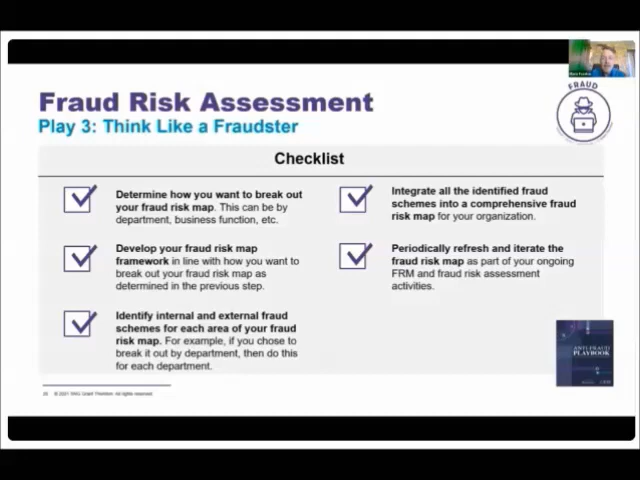 FRAUD
Fraud Risk Assessment
Play 3: Think Like a Fraudster
Checklist
Determine how you want to break out
your fraud risk map. This can be by
department, business function, etc.
Develop your fraud risk map
framework in line with how you want to
break out your fraud risk map as
determined in the previous step.
Identify internal and external fraud
schemes for each area of your fraud
risk map. For example, if you chose to
break it out by department, then do this
for each department.
Integrate all the identified fraud
schemes into a comprehensive fraud
risk map for your organization.
Periodically refresh and iterate the
fraud risk map as part of your ongoing
FRM and fraud risk assessment
activities.
ANTI-FRAUD
PLAYBOOK
Grant Thornton. All rights reserved.